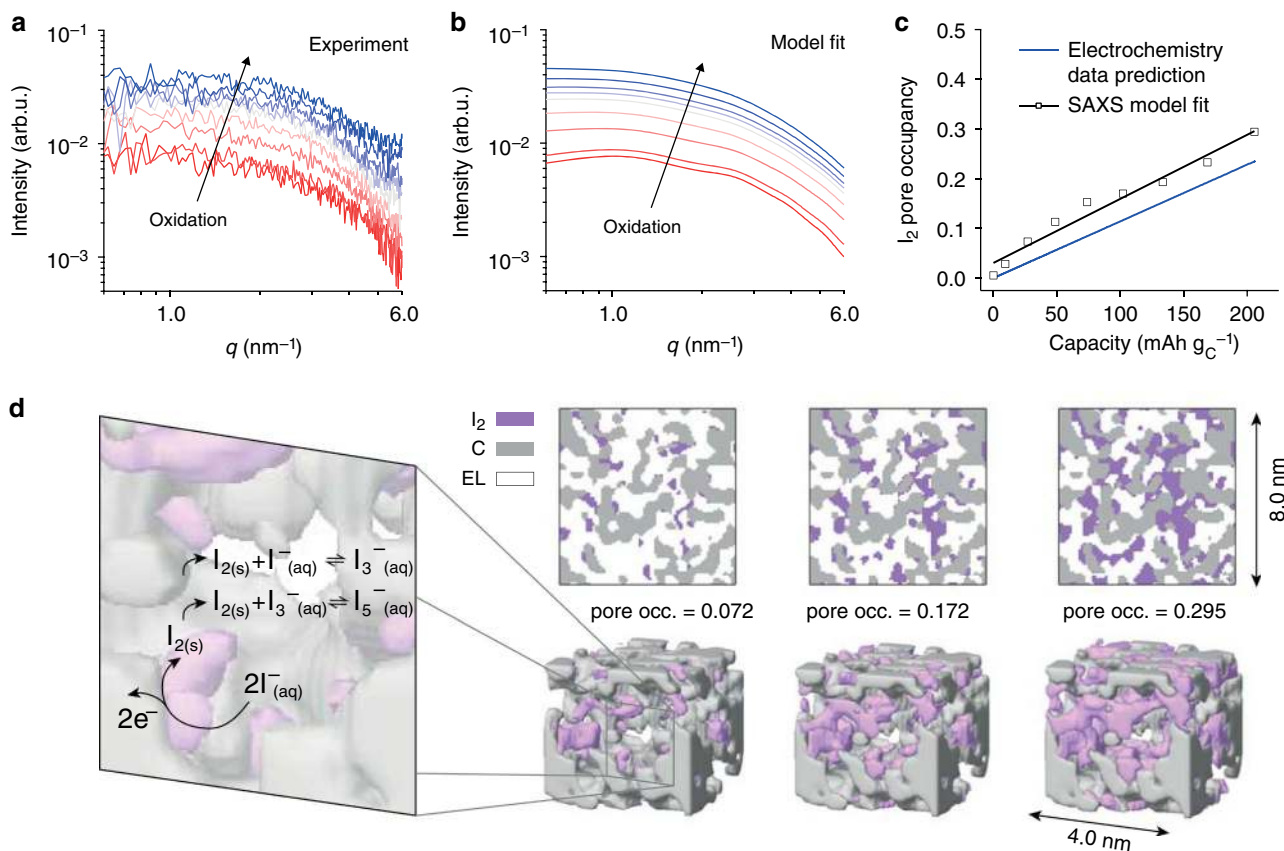 a
Experiment
Oxidation
Intensity (arb.u.)
10⁻¹
10⁻²
10⁻³
1.0
6.0
q (nm⁻¹)
b
Model fit
Oxidation
Intensity (arb.u.)
10⁻¹
10⁻²
10⁻³
1.0
6.0
q (nm⁻¹)
c
Electrochemistry
data prediction
SAXS model fit
I₂ pore occupancy
0.5
0.4
0.3
0.2
0.1
0.0
0 50 100 150 200
Capacity (mAh g_C⁻¹)
d
I₂
C
EL
8.0 nm
I₂₍ₛ₎+I⁻(aq) ⇌ I₃⁻(aq)
I₂₍ₛ₎+I₃⁻(aq) ⇌ I₅⁻(aq)
I₂₍ₛ₎
2I⁻(aq)
2e⁻
pore occ. = 0.072
pore occ. = 0.172
pore occ. = 0.295
4.0 nm